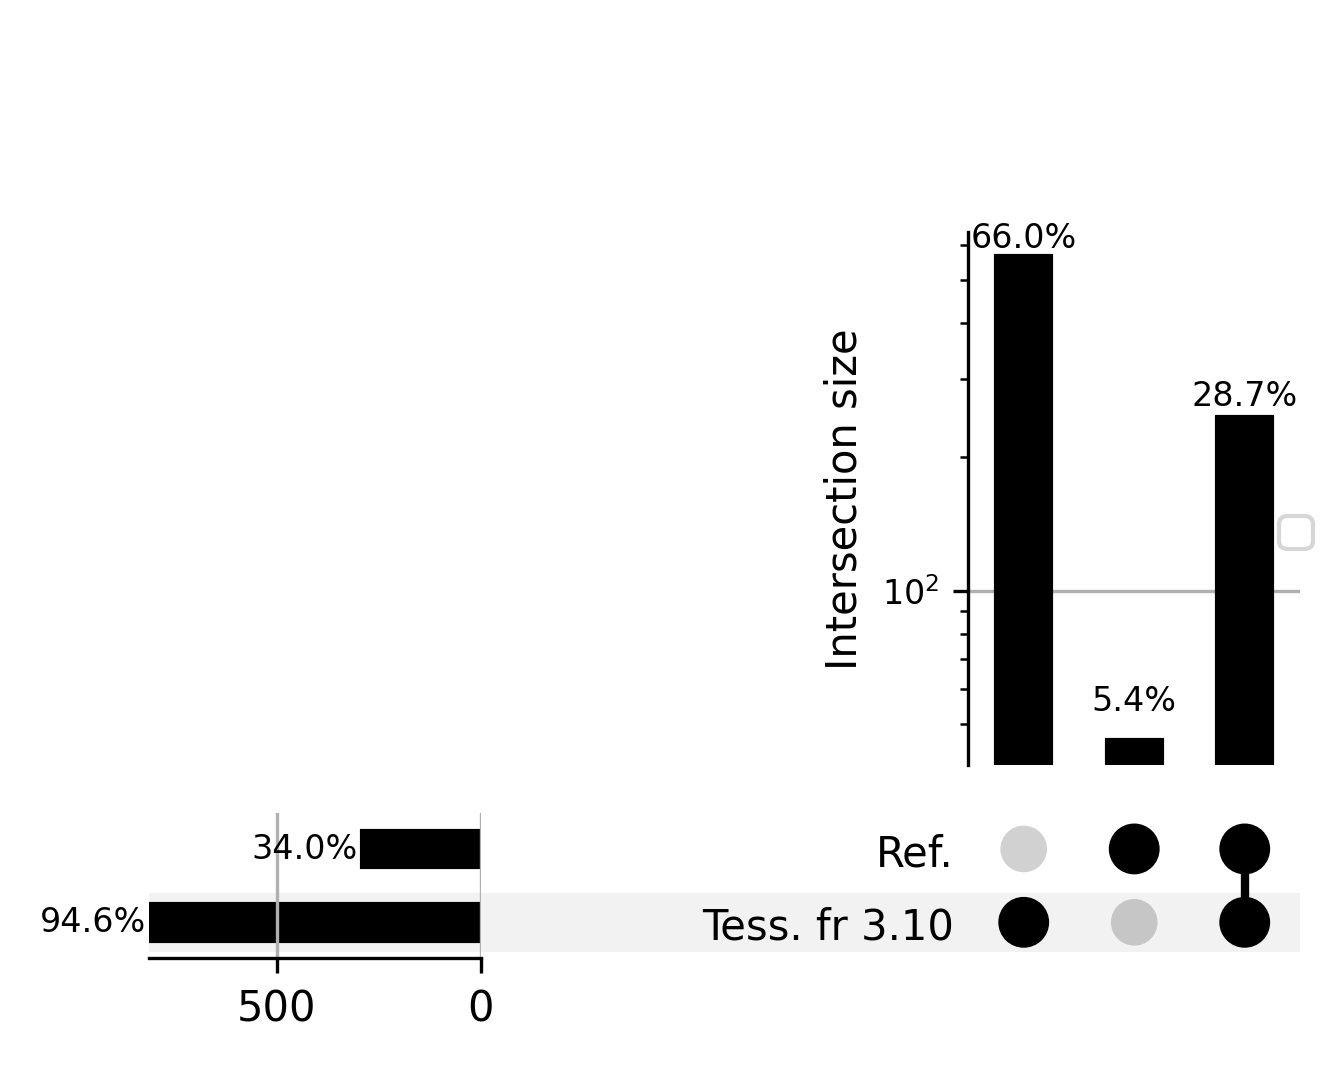 66.0%
28.7%
Intersection size
10²
5.4%
34.0%
Ref.
94.6%
Tess. fr 3.10
500
0